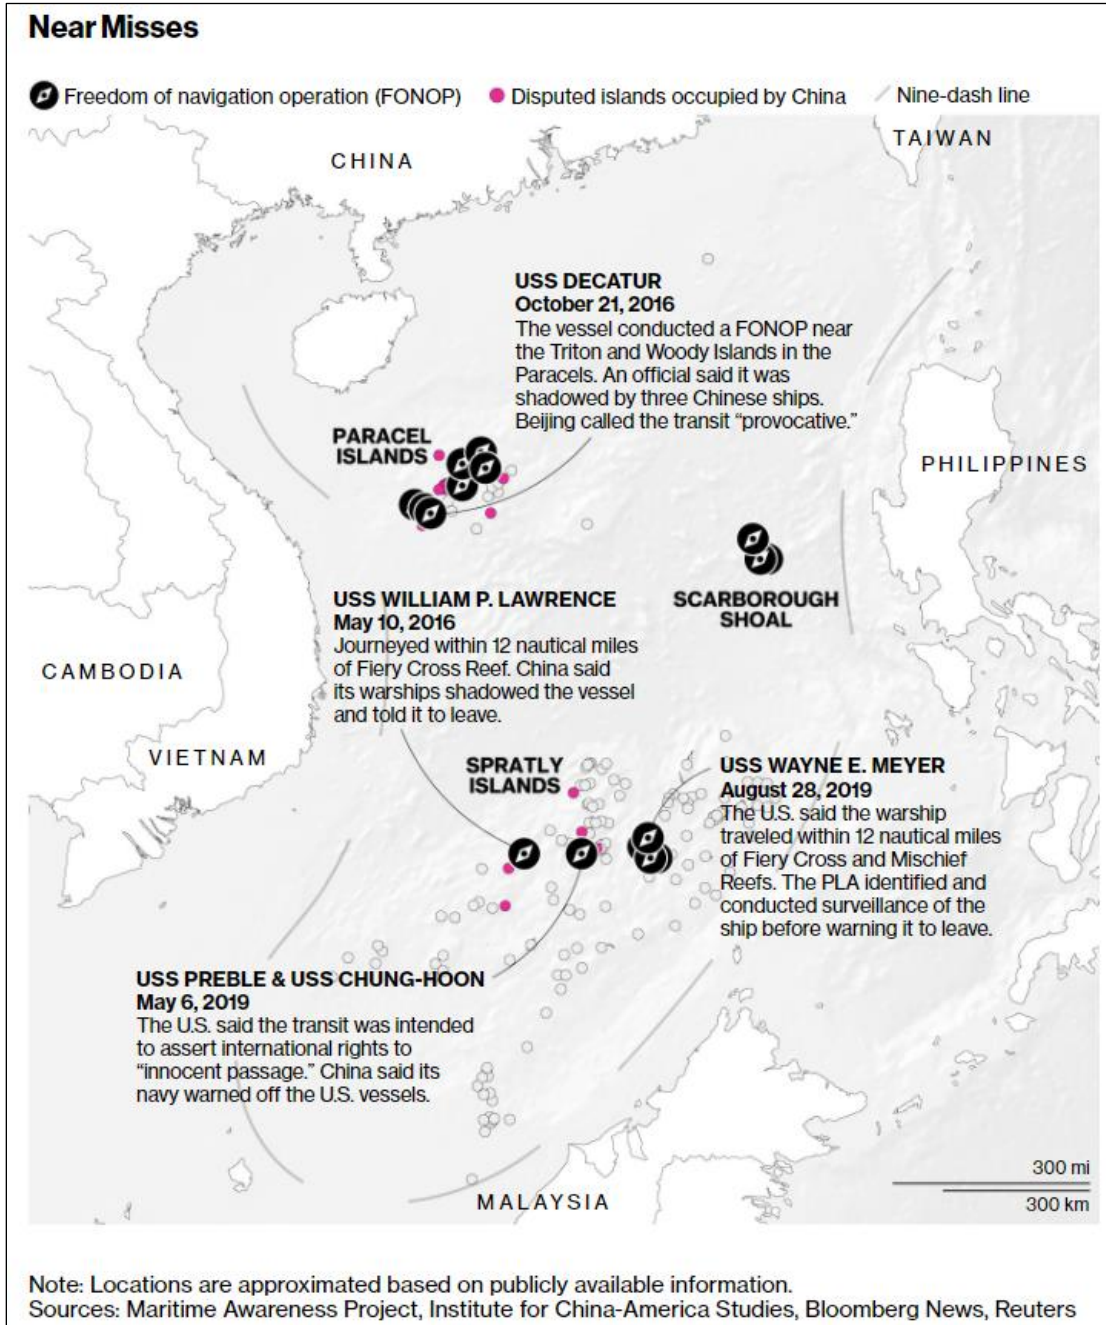 Near Misses
Freedom of navigation operation (FONOP)
Disputed islands occupied by China
Nine-dash line
TAIWAN
CHINA
USS DECATUR
October 21, 2016
The vessel conducted a FONOP near
the Triton and Woody Islands in the
Paracels. An official said it was
shadowed by three Chinese ships.
Beijing called the transit “provocative.”
PARACEL
ISLANDS
PHILIPPINES
USS WILLIAM P. LAWRENCE
May 10, 2016
Journeyed within 12 nautical miles
of Fiery Cross Reef. China said
its warships shadowed the vessel
and told it to leave.
SCARBOROUGH
SHOAL
CAMBODIA
VIETNAM
SPRATLY
ISLANDS
USS WAYNE E. MEYER
August 28, 2019
The U.S. said the warship
traveled within 12 nautical miles
of Fiery Cross and Mischief
Reefs. The PLA identified and
conducted surveillance of the
ship before warning it to leave.
USS PREBLE & USS CHUNG-HOON
May 6, 2019
The U.S. said the transit was intended
to assert international rights to
“innocent passage.” China said its
navy warned off the U.S. vessels.
MALAYSIA
300 mi
300 km
Note: Locations are approximated based on publicly available information.
Sources: Maritime Awareness Project, Institute for China-America Studies, Bloomberg News, Reuters